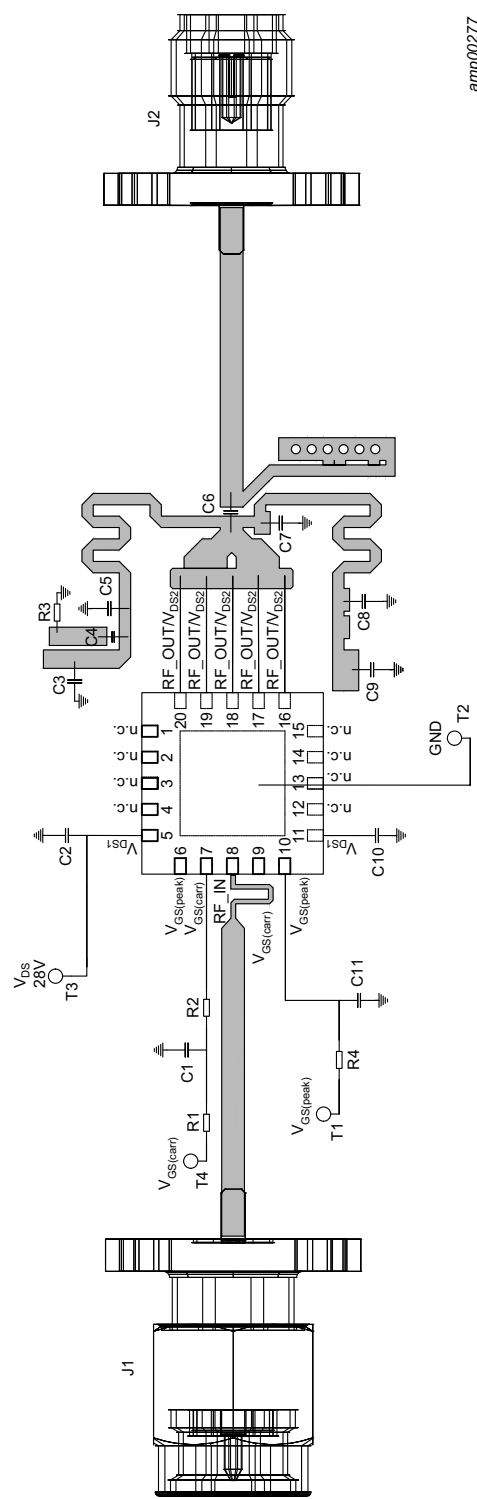 amp00277
J2
C6
C7
C5
R3
C4
C3
C8
C9
RF_OUT/VDS2
RF_OUT/VDS2
RF_OUT/VDS2
RF_OUT/VDS2
RF_OUT/VDS2
20
19
18
17
16
n.c.
1
n.c.
2
n.c.
3
n.c.
4
VDS1
5
15
n.c.
14
n.c.
13
n.c.
12
n.c.
11
VDS1
6
7
8
9
10
GND
T2
C2
C10
VGS(peak)
VGS(carr)
RF_IN
VGS(carr)
VGS(peak)
VDS
28V
T3
C11
R2
C1
R1
R4
VGS(peak)
T1
VGS(carr)
T4
J1